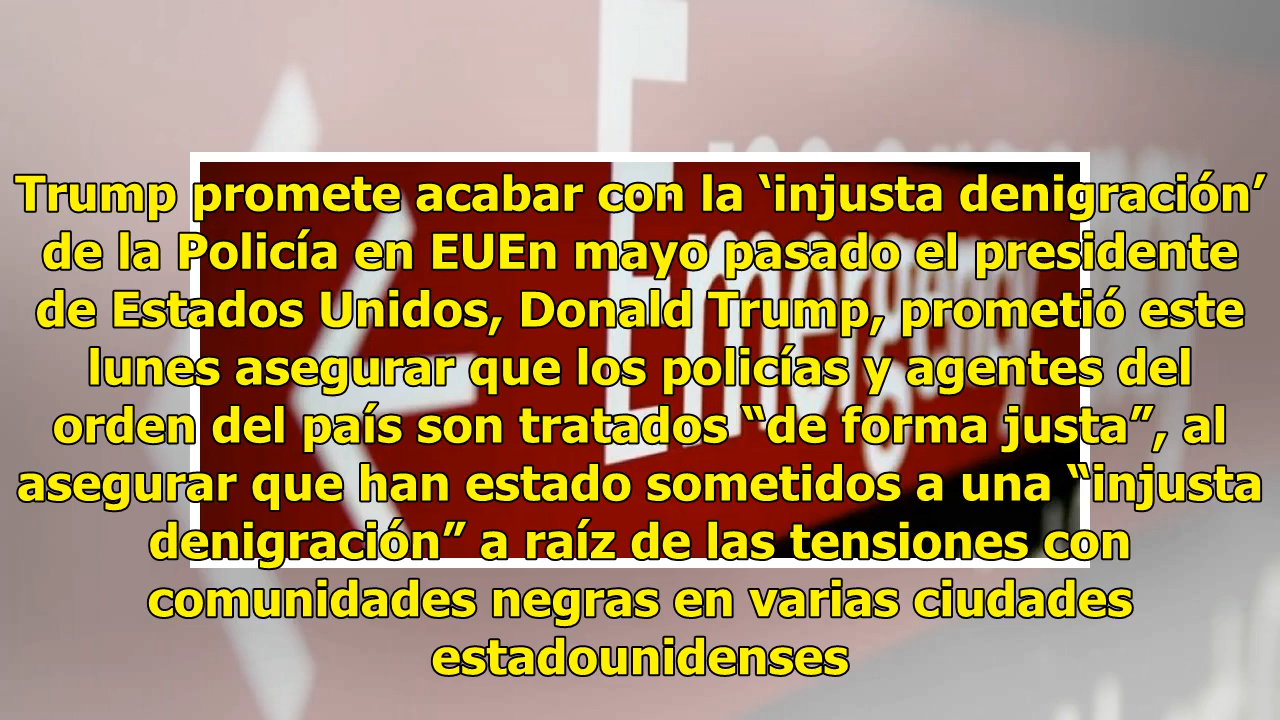 Trump promete acabar con la ‘injusta denigración’
de la Policía en EUEn mayo pasado el presidente
de Estados Unidos, Donald Trump, prometió este
lunes asegurar que los policías y agentes del
orden del país son tratados “de forma justa”, al
asegurar que han estado sometidos a una “injusta
denigración” a raíz de las tensiones con
comunidades negras en varias ciudades
estadounidenses
Emergency